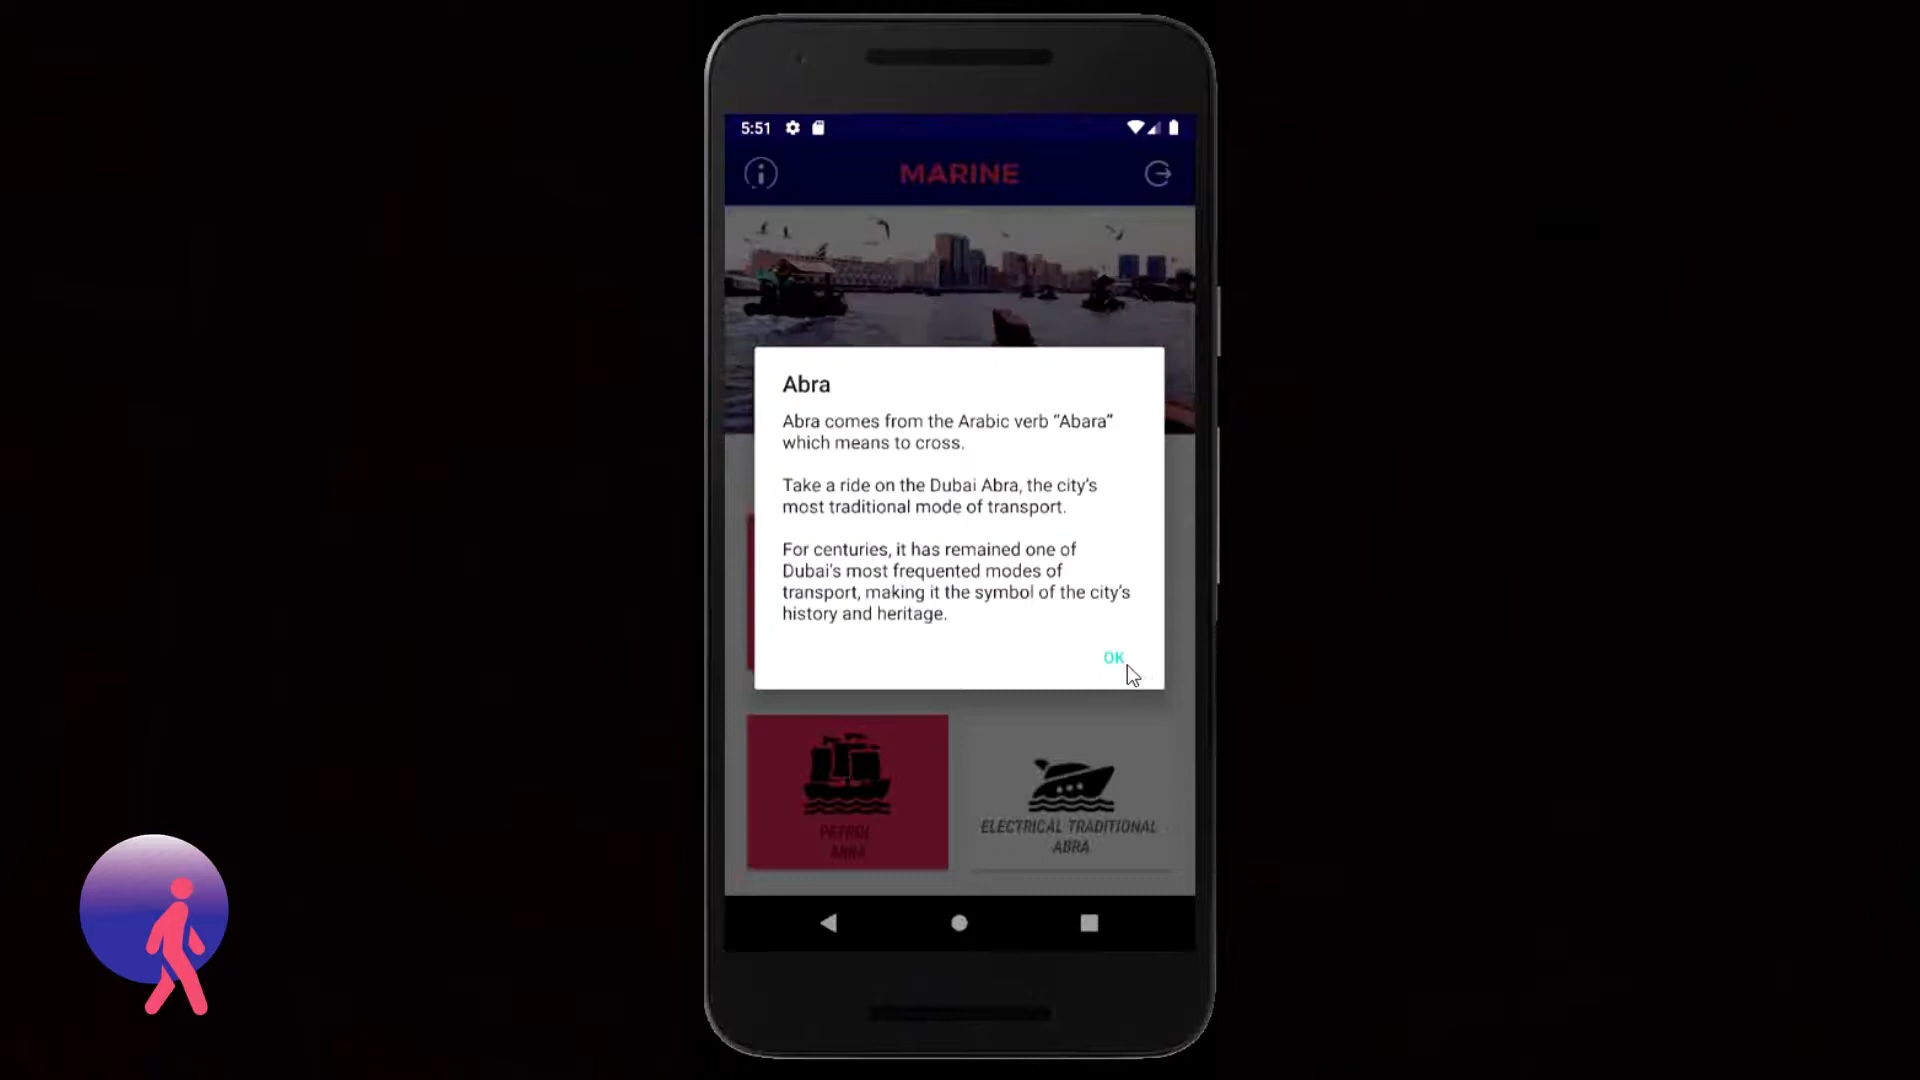 5:51
MARINE
Abra
Abra comes from the Arabic verb “Abara”
which means to cross.
Take a ride on the Dubai Abra, the city’s
most traditional mode of transport.
For centuries, it has remained one of
Dubai’s most frequented modes of
transport, making it the symbol of the city’s
history and heritage.
OK
PETROL
ABRA
ELECTRICAL TRADITIONAL
ABRA